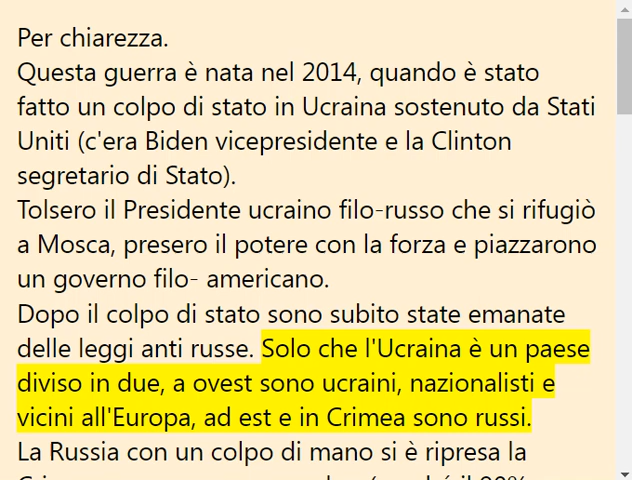 Per chiarezza.
Questa guerra è nata nel 2014, quando è stato
fatto un colpo di stato in Ucraina sostenuto da Stati
Uniti (c'era Biden vicepresidente e la Clinton
segretario di Stato).
Tolsero il Presidente ucraino filo-russo che si rifugiò
a Mosca, presero il potere con la forza e piazzarono
un governo filo- americano.
Dopo il colpo di stato sono subito state emanate
delle leggi anti russe. Solo che l'Ucraina è un paese
diviso in due, a ovest sono ucraini, nazionalisti e
vicini all'Europa, ad est e in Crimea sono russi.
La Russia con un colpo di mano si è ripresa la